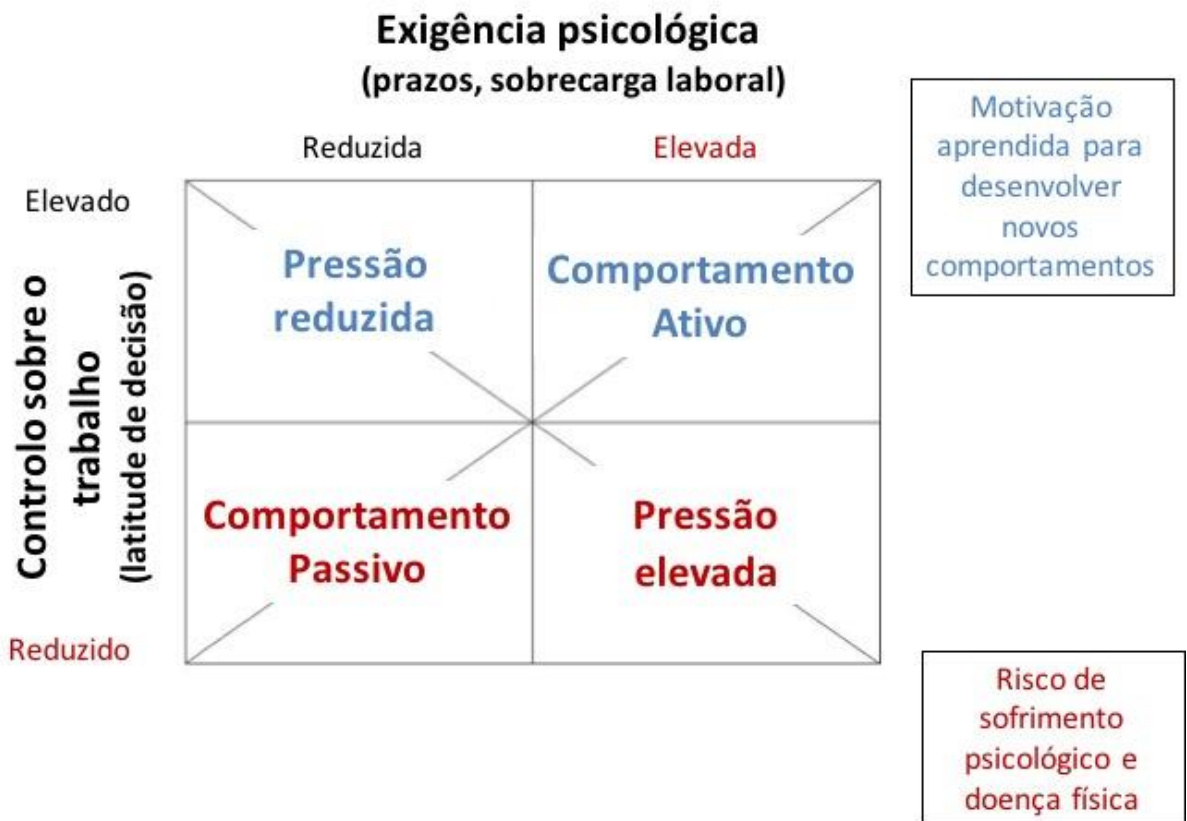 Exigência psicológica
(prazos, sobrecarga laboral)
Reduzida
Elevada
Motivação
aprendida para
desenvolver
novos
comportamentos
Elevado
Controlo sobre o
trabalho
(latitude de decisão)
Reduzido
Pressão
reduzida
Comportamento
Ativo
Comportamento
Passivo
Pressão
elevada
Risco de
sofrimento
psicológico e
doença física